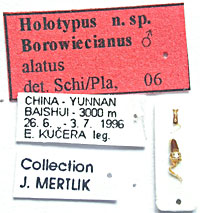 Holotypus n. sp.
Borowiecianus ♂
alatus
det. Schi/Pla, 06
CHINA - YUNNAN
BAISHUI - 3000 m
26. 6. - 3. 7. 1996
E. KUČERA leg.
Collection
J. MERTLIK